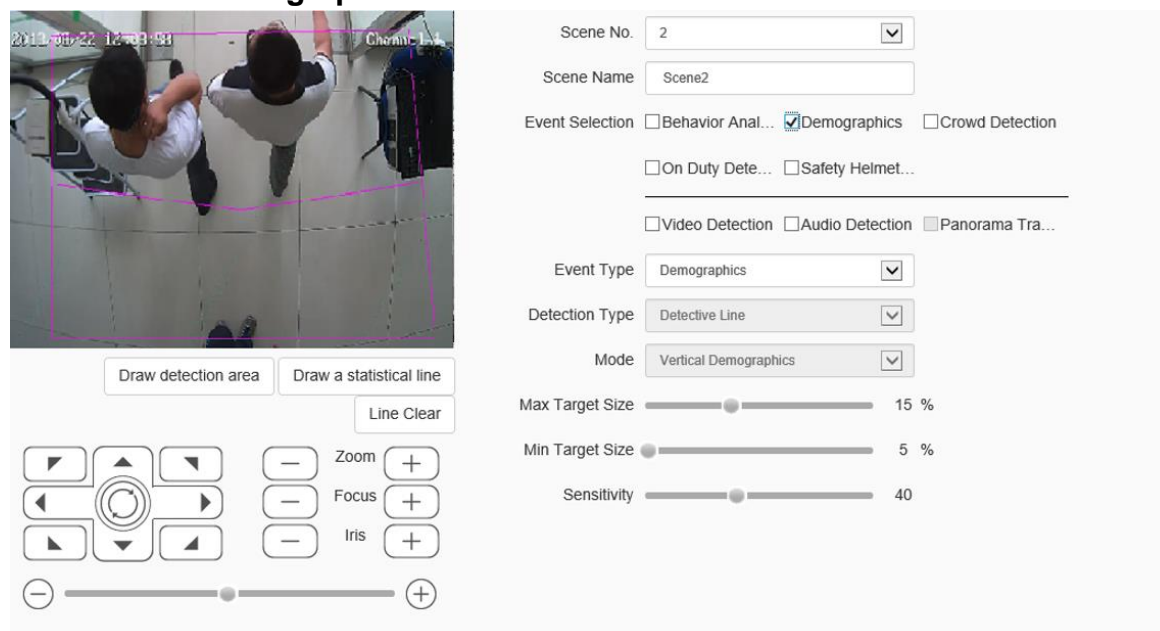 Scene No. 2
Scene Name Scene2
Event Selection Behavior Anal... Demographics Crowd Detection
On Duty Dete... Safety Helmet...
Video Detection Audio Detection Panorama Tra...
Event Type Demographics
Detection Type Detective Line
Mode Vertical Demographics
Max Target Size 15 %
Min Target Size 5 %
Sensitivity 40
Draw detection area Draw a statistical line
Line Clear
Zoom
Focus
Iris